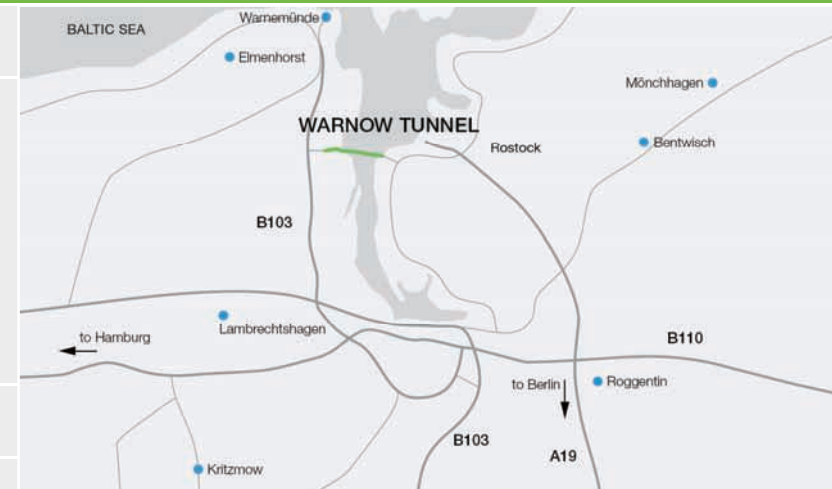 Warnemünde
BALTIC SEA
Elmenhorst
Mönchhagen
WARNOW TUNNEL
Rostock
Bentwisch
B103
Lambrechtshagen
to Hamburg
B110
to Berlin
Roggentin
B103
A19
Kritzmow